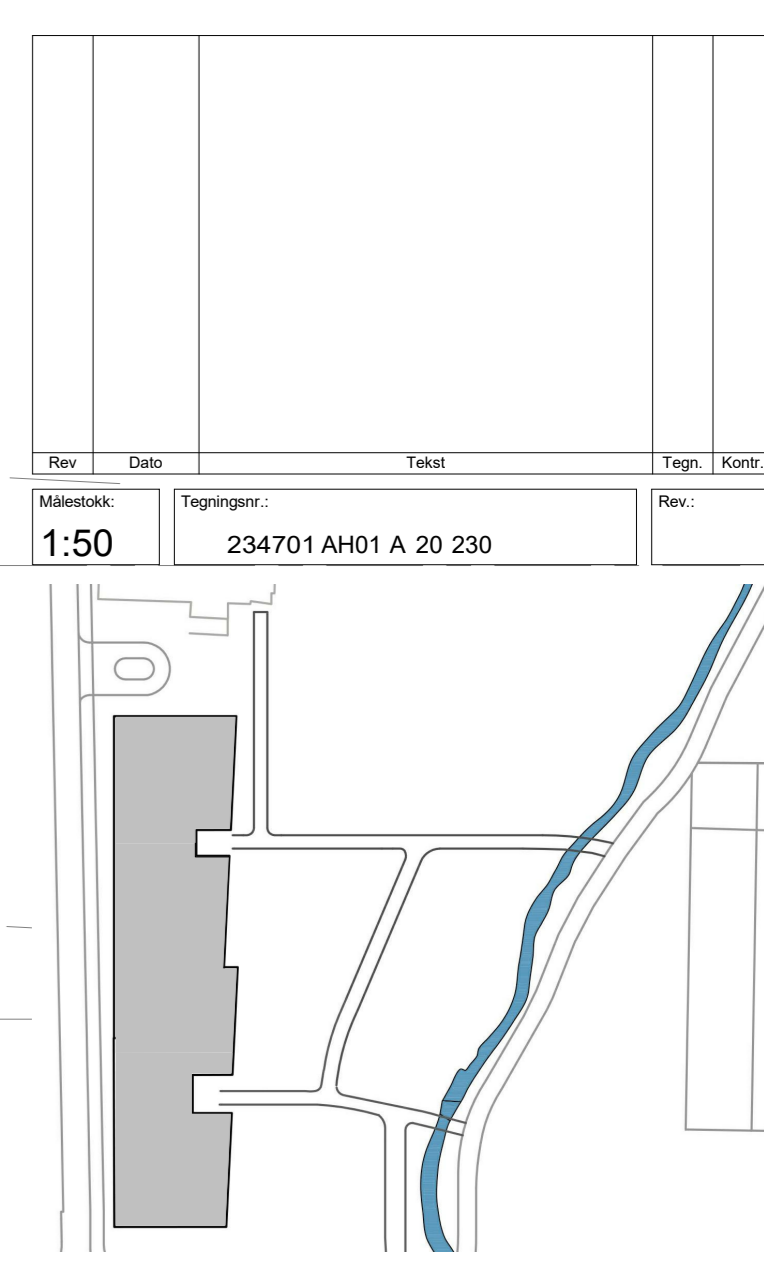 Rev Dato Tekst Tegn. Kontr.
Målestokk: Tegningsnr.: Rev.:
1:50 234701 AH01 A 20 230